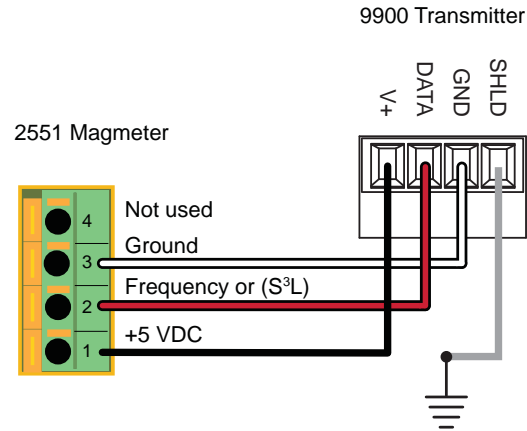 9900 Transmitter
V+
DATA
GND
SHLD
2551 Magmeter
4 Not used
3 Ground
2 Frequency or (S³L)
1 +5 VDC